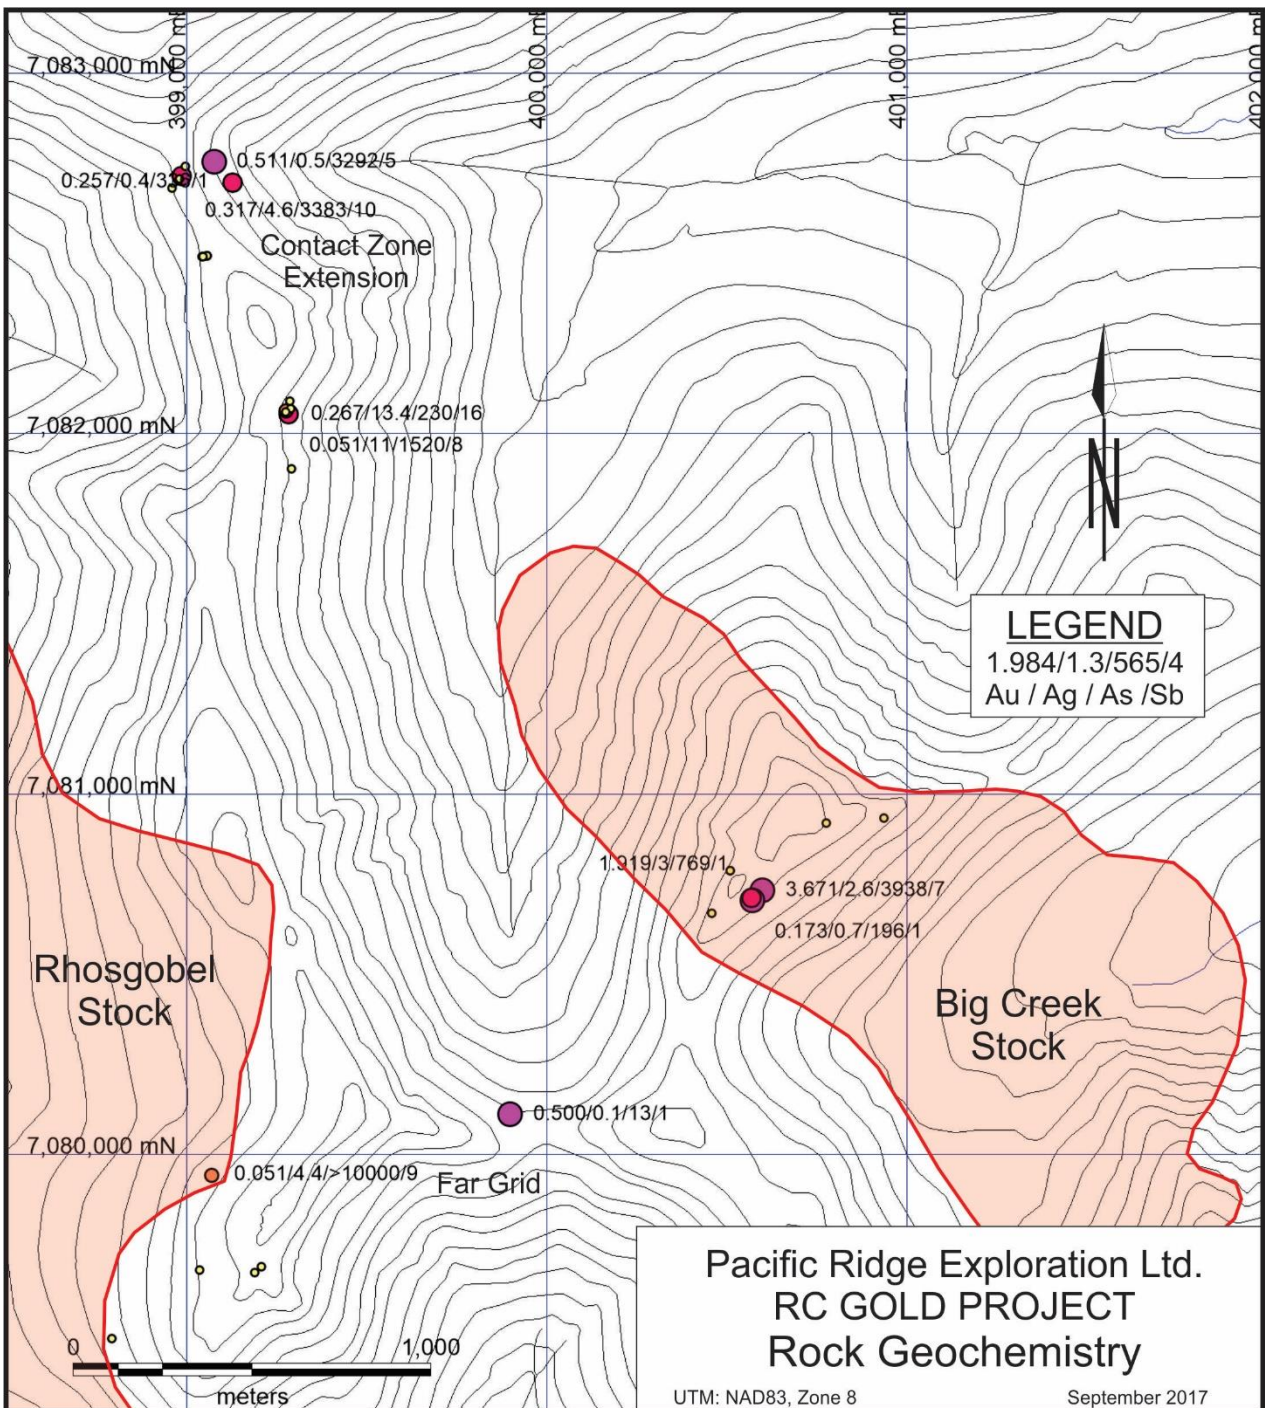 399,000 mE
400,000 mE
401,000 mE
402,000 mE
7,083,000 mN
0.511/0.5/3292/5
0.257/0.4/336/1
0.317/4.6/3383/10
Contact Zone
Extension
0.267/13.4/230/16
7,082,000 mN
0.051/11/1520/8
N
LEGEND
1.984/1.3/565/4
Au / Ag / As /Sb
7,081,000 mN
1.919/3/769/1
3.671/2.6/3938/7
0.173/0.7/196/1
Rhosgobel
Stock
Big Creek
Stock
0.500/0.1/13/1
7,080,000 mN
0.051/4.4/>10000/9
Far Grid
0 1,000
meters
Pacific Ridge Exploration Ltd.
RC GOLD PROJECT
Rock Geochemistry
UTM: NAD83, Zone 8 September 2017